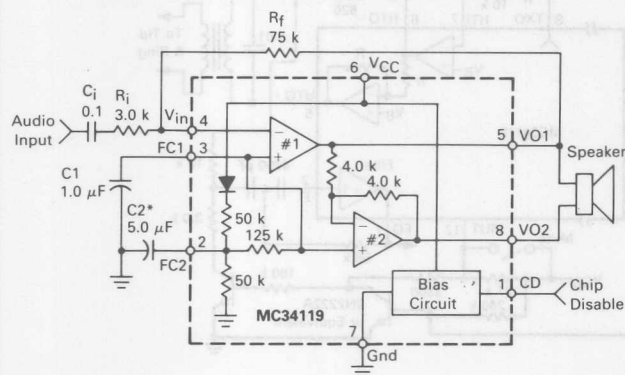 Rf
75 k
VCC
6
Ci
0.1
Ri
3.0 k
Vin
4
Audio
Input
FC1
3
−
+
#1
5
VO1
Speaker
4.0 k
4.0 k
C1
1.0 μF
C2*
5.0 μF
50 k
125 k
−
+
#2
8
VO2
2
FC2
50 k
Bias
Circuit
1
CD
Chip
Disable
MC34119
7
Gnd